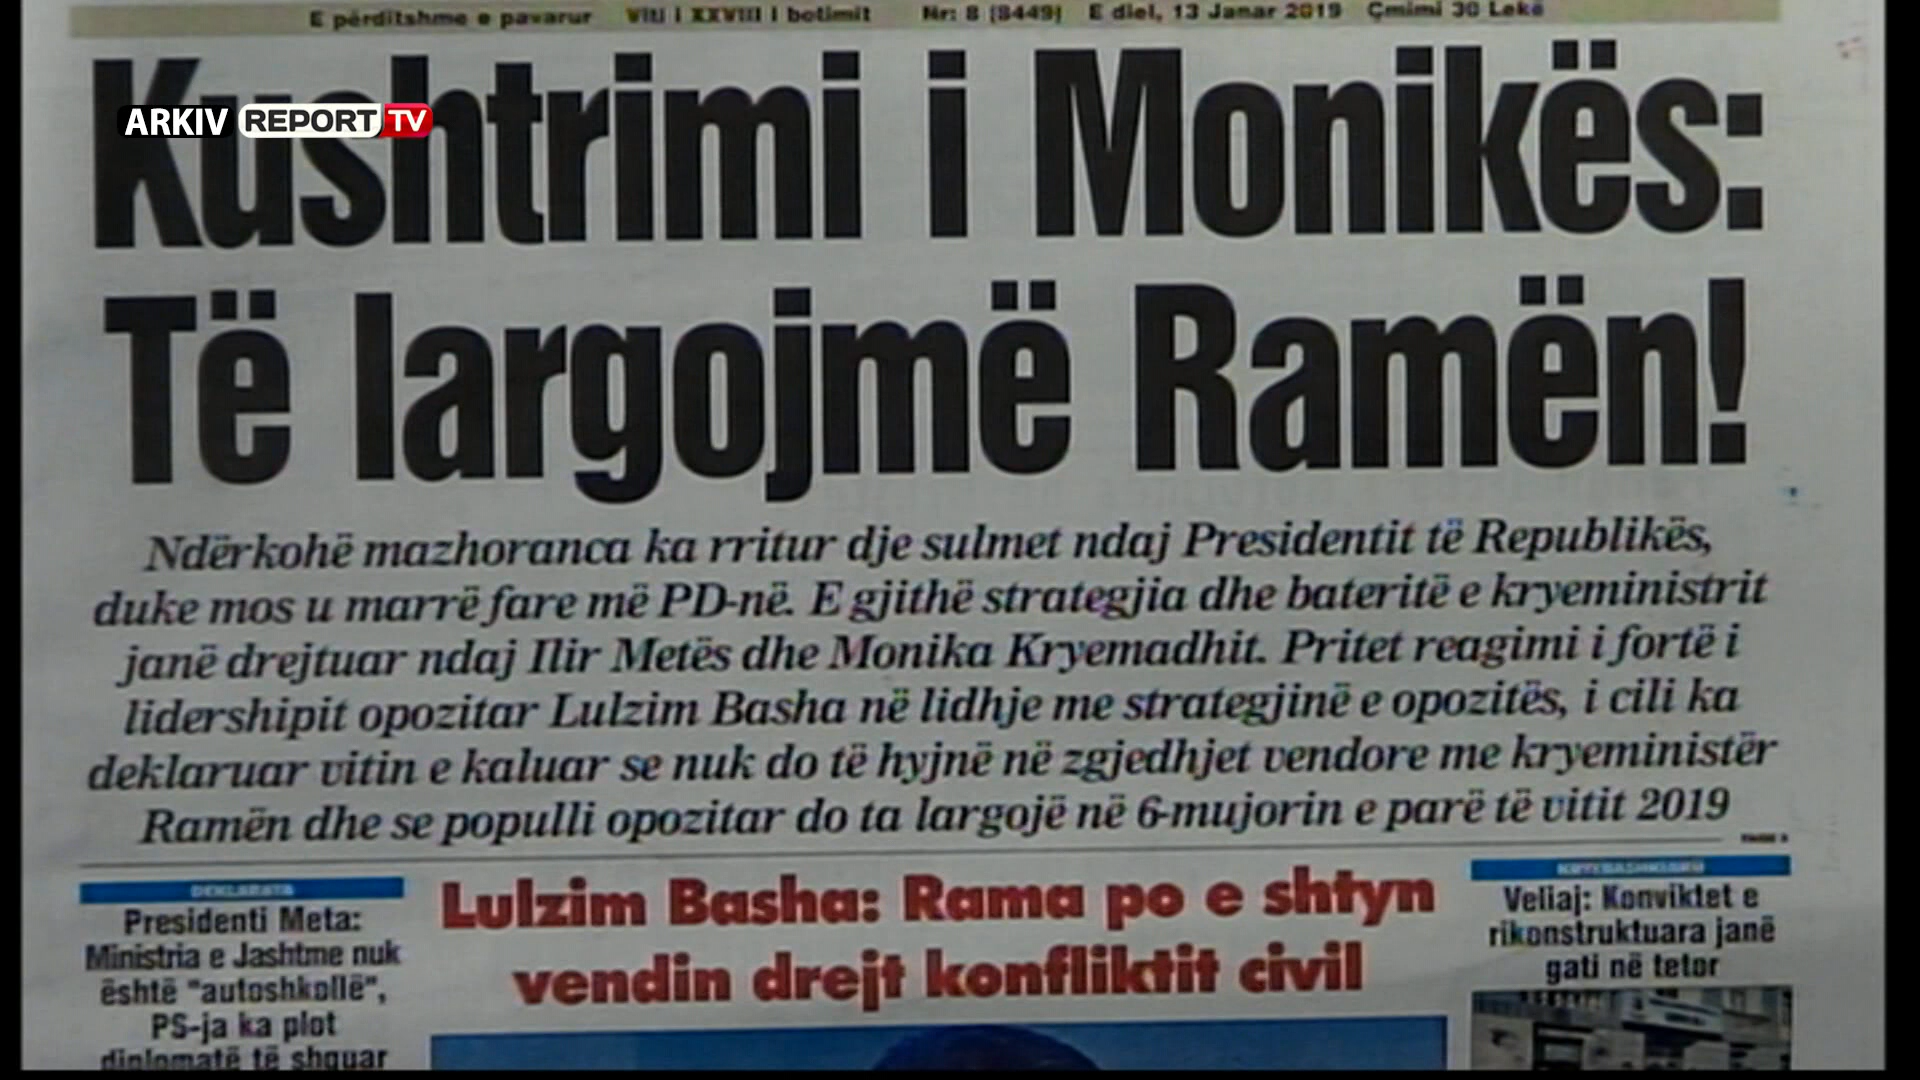 E përditshme e pavarur Viti i XXVIII i botimit Nr: 8 (8449) E diel, 13 Janar 2019 Çmimi 30 Lekë
Kushtrimi i Monikës:
ARKIV REPORT TV
Të largojmë Ramën!
Ndërkohë mazhoranca ka rritur dje sulmet ndaj Presidentit të Republikës,
duke mos u marrë fare më PD-në. E gjithë strategjia dhe bateritë e kryeministrit
janë drejtuar ndaj Ilir Metës dhe Monika Kryemadhit. Pritet reagimi i fortë i
lidershipit opozitar Lulzim Basha në lidhje me strategjinë e opozitës, i cili ka
deklaruar vitin e kaluar se nuk do të hyjnë në zgjedhjet vendore me kryeministër
Ramën dhe se populli opozitar do ta largojë në 6-mujorin e parë të vitit 2019
DEKLARATA
Presidenti Meta:
Ministria e Jashtme nuk
është "autoshkollë",
PS-ja ka plot
diplomatë të shquar
Lulzim Basha: Rama po e shtyn
vendin drejt konfliktit civil
Veliaj: Konviktet e
rikonstruktuara janë
gati në tetor